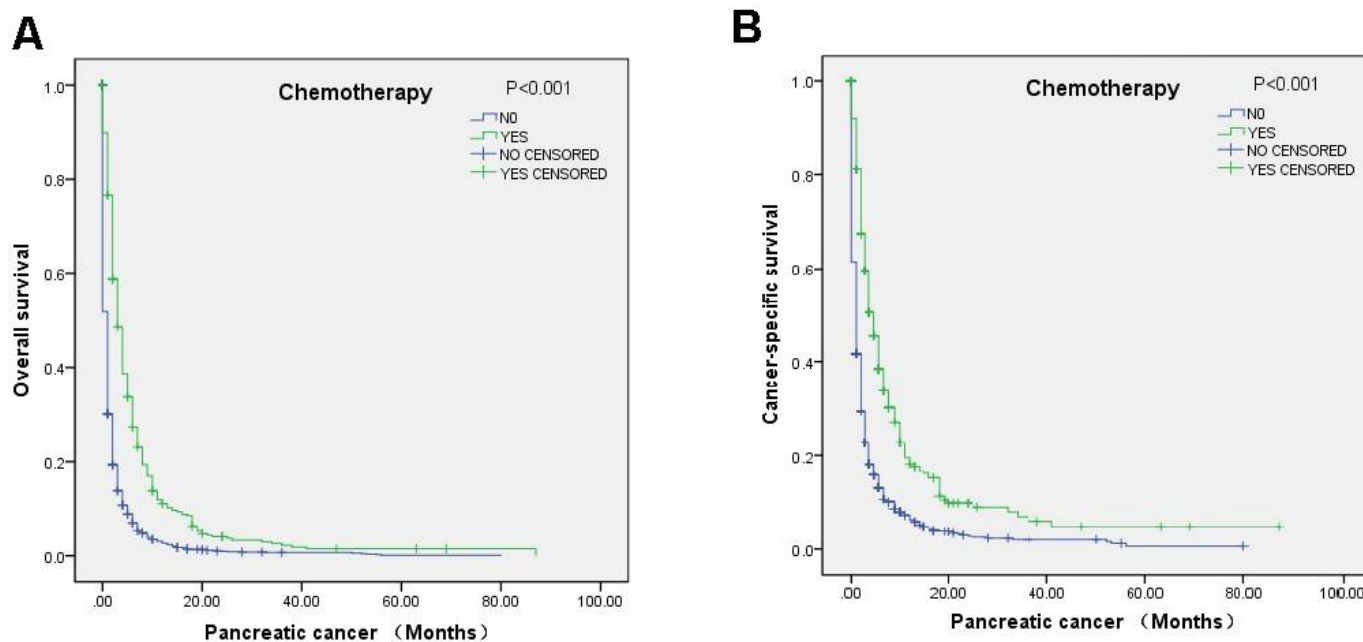 A
Chemotherapy
P<0.001
N0
YES
NO CENSORED
YES CENSORED
Overall survival
1.0
0.8
0.6
0.4
0.2
0.0
.00
20.00
40.00
60.00
80.00
100.00
Pancreatic cancer （Months）
B
Chemotherapy
P<0.001
N0
YES
NO CENSORED
YES CENSORED
Cancer-specific survival
1.0
0.8
0.6
0.4
0.2
0.0
.00
20.00
40.00
60.00
80.00
100.00
Pancreatic cancer （Months）